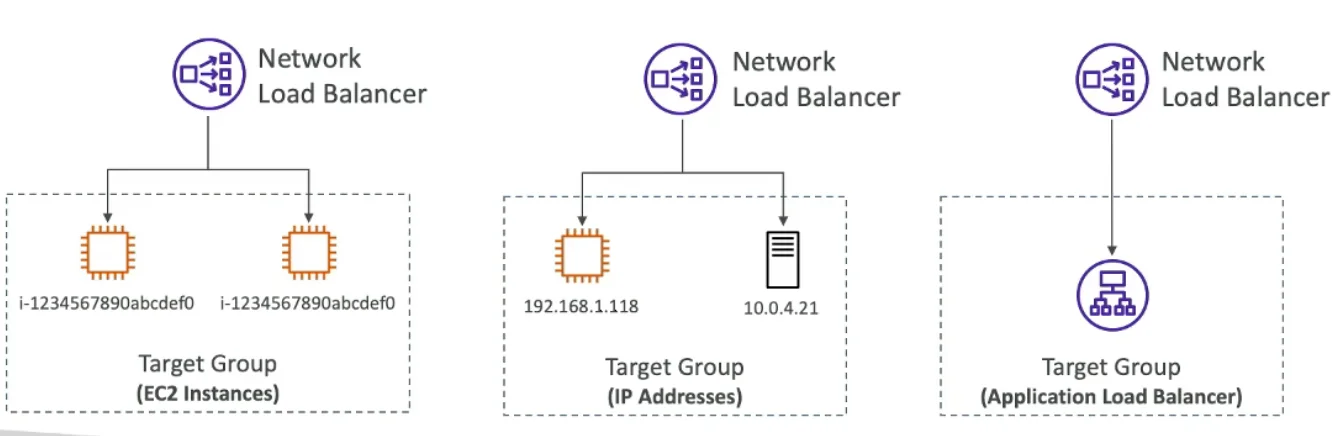 Network
Load Balancer
i-1234567890abcdef0
i-1234567890abcdef0
Target Group
(EC2 Instances)
Network
Load Balancer
192.168.1.118
10.0.4.21
Target Group
(IP Addresses)
Network
Load Balancer
Target Group
(Application Load Balancer)